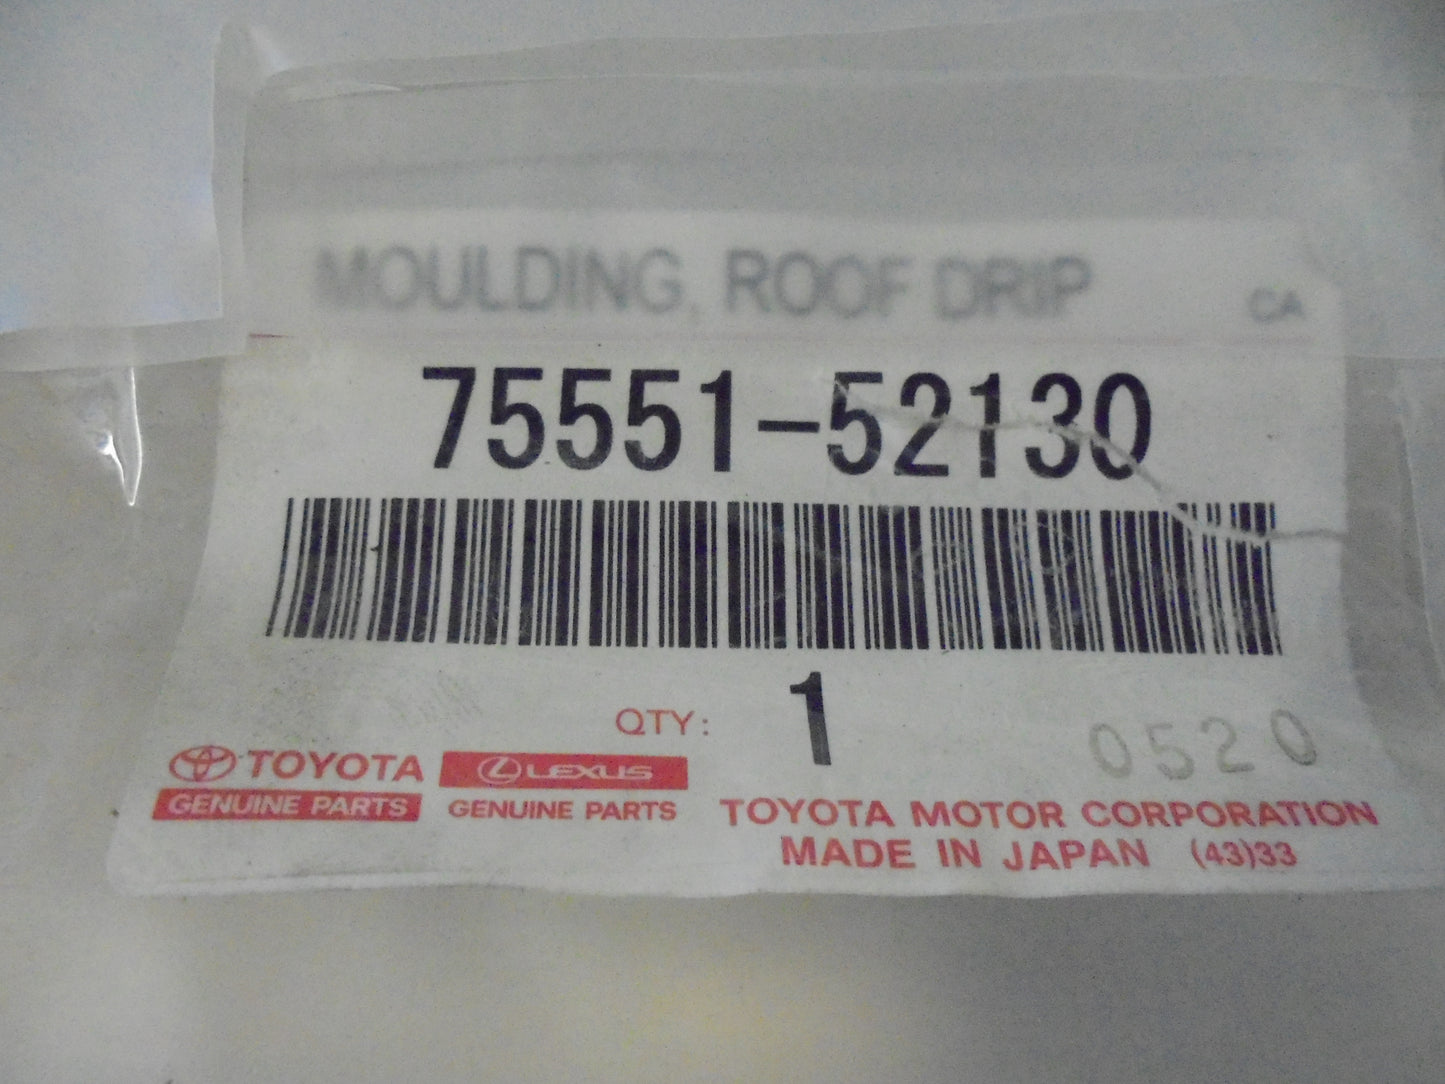 MOULDING, ROOF DRIP CA
75551-52130
QTY: 1
0520
TOYOTA LEXUS
GENUINE PARTS GENUINE PARTS
TOYOTA MOTOR CORPORATION
MADE IN JAPAN (43)33